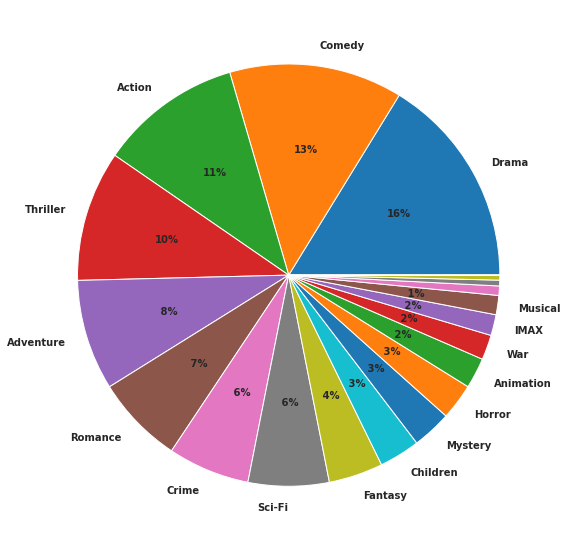 Comedy
Action
Drama
Thriller
Adventure
Romance
Crime
Sci-Fi
Fantasy
Children
Mystery
Horror
Animation
War
IMAX
Musical
16%
13%
11%
10%
8%
7%
6%
6%
4%
3%
3%
3%
2%
2%
2%
1%